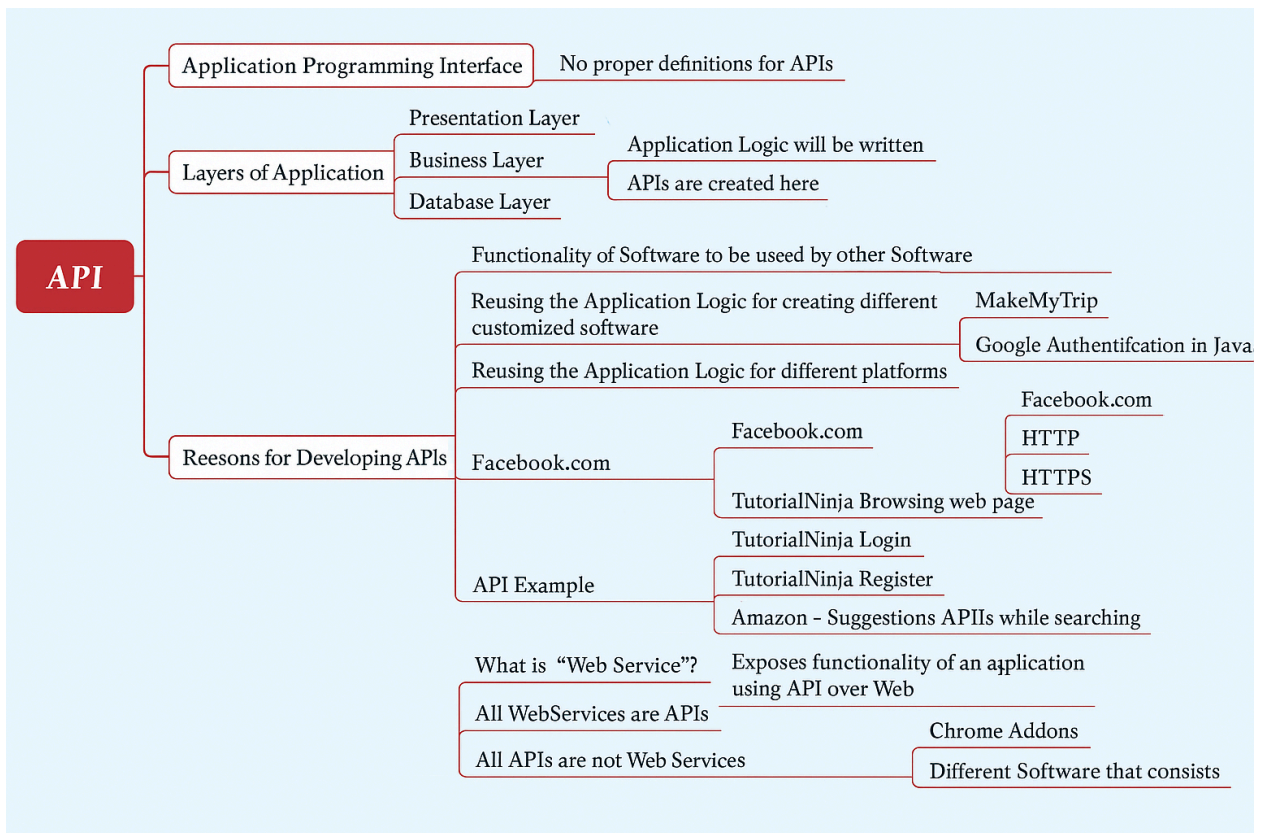 API
Application Programming Interface
No proper definitions for APIs
Layers of Application
Presentation Layer
Business Layer
Application Logic will be written
APIs are created here
Database Layer
Reesons for Developing APIs
Functionality of Software to be useed by other Software
Reusing the Application Logic for creating different
customized software
MakeMyTrip
Google Authentifcation in Java
Reusing the Application Logic for different platforms
Facebook.com
Facebook.com
TutorialNinja Browsing web page
Facebook.com
HTTP
HTTPS
API Example
TutorialNinja Login
TutorialNinja Register
Amazon – Suggestions APIIs while searching
What is “Web Service”?
Exposes functionality of an application
using API over Web
All WebServices are APIs
All APIs are not Web Services
Chrome Addons
Different Software that consists